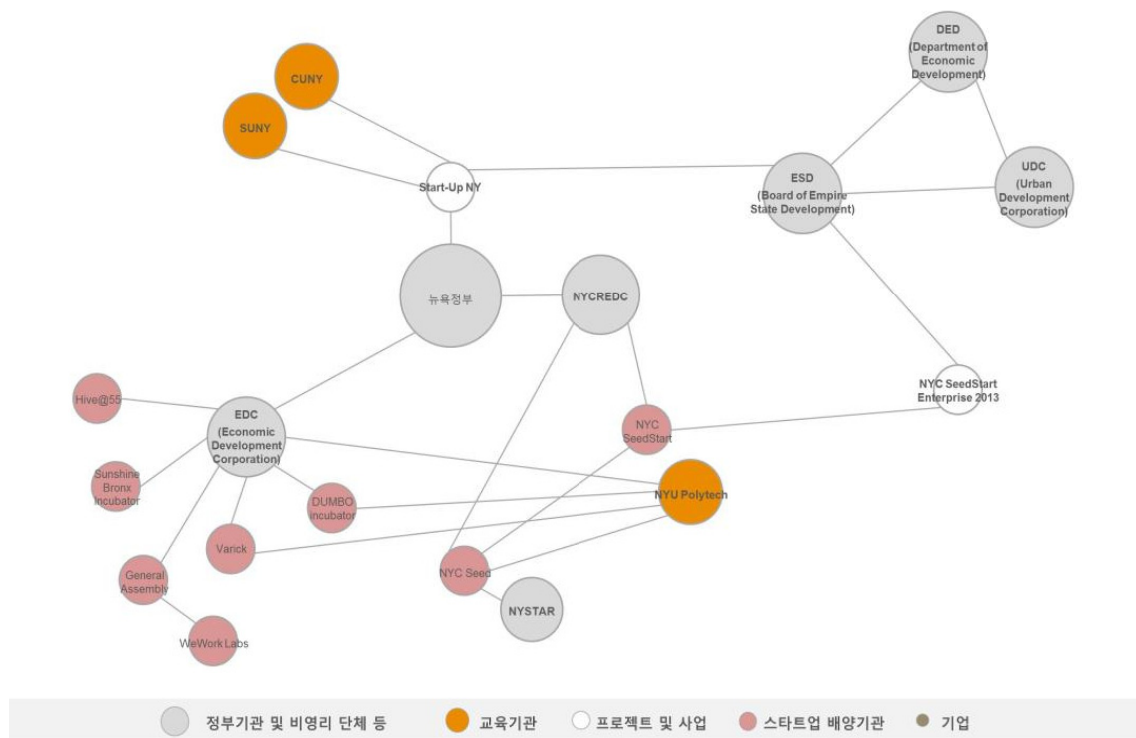 DED
(Department of
Economic
Development)
CUNY
SUNY
Start-Up NY
ESD
(Board of Empire
State Development)
UDC
(Urban
Development
Corporation)
뉴욕정부
NYCREDC
NYC SeedStart
Enterprise 2013
Hive@55
EDC
(Economic
Development
Corporation)
NYC
SeedStart
Sunshine
Bronx
Incubator
DUMBO
incubator
NYU Polytech
Varick
General
Assembly
NYC Seed
NYSTAR
WeWork Labs
정부기관 및 비영리 단체 등
교육기관
프로젝트 및 사업
스타트업 배양기관
기업